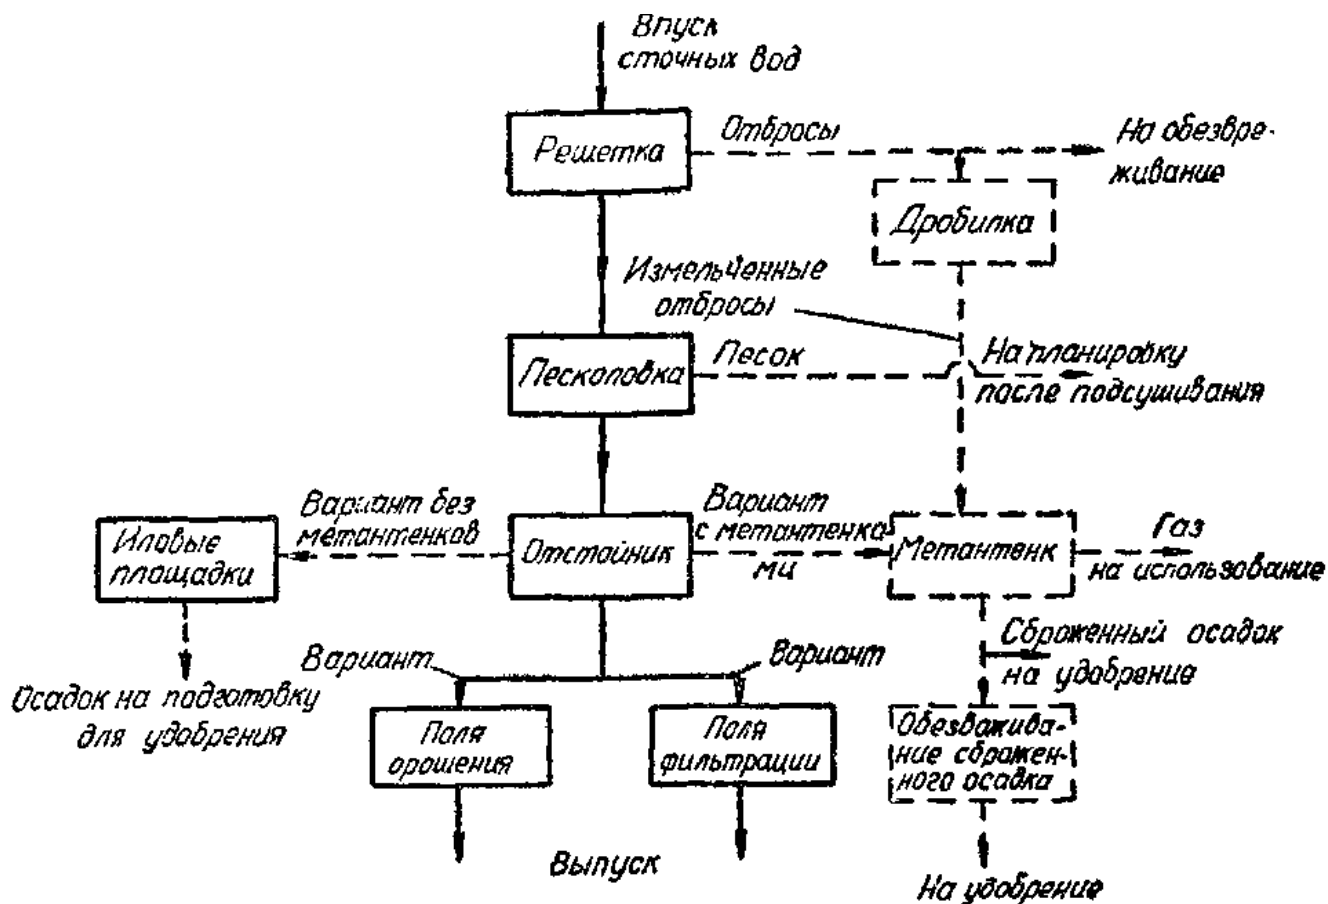 Впуск
сточных вод
Решетка
Отбросы
На обезвре-
живание
Дробилка
Измельченные
отбросы
Песколовка
Песок
На планировку
после подсушивания
Вариант без
метантенков
Иловые
площадки
Отстойник
Вариант
с метантенка
ми
Метантенк
Газ
на использование
Сброженный осадок
на удобрение
Осадок на подготовку
для удобрения
Вариант
Вариант
Поля
орошения
Поля
фильтрации
Обезвожива-
ние сброжен-
ного осадка
Выпуск
На удобрение